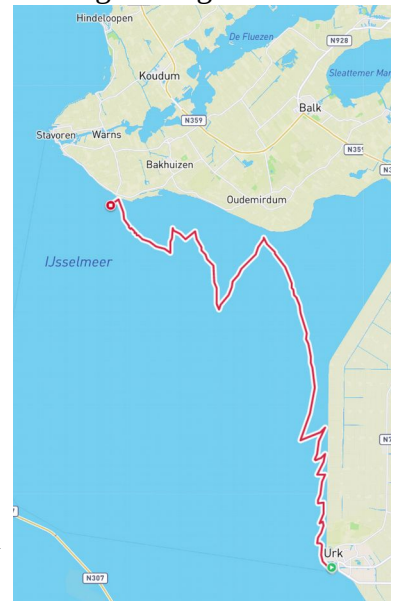 Hindeloopen
De Fluezen
N928
Koudum
Sleattemer Mar
Balk
N359
Stavoren
Warns
N359
Bakhuizen
Oudemirdum
IJsselmeer
Urk
N307